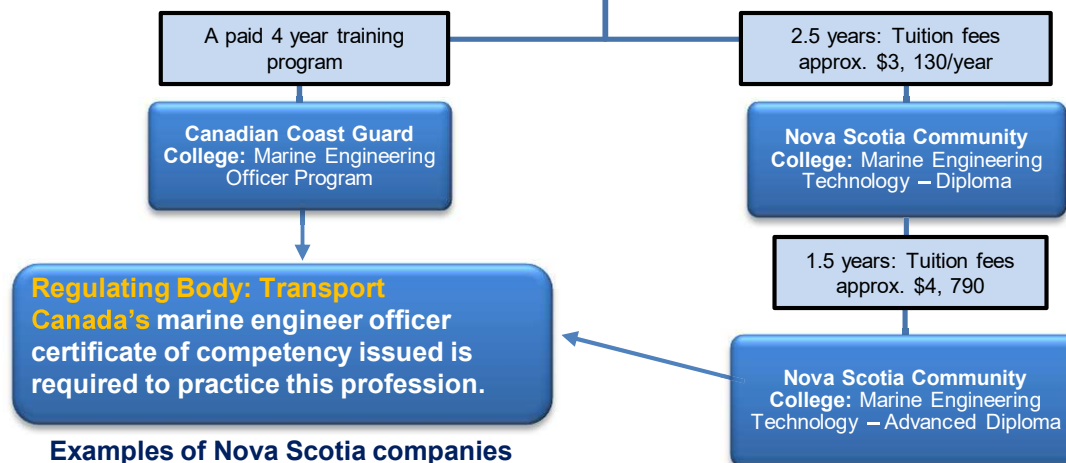 A paid 4 year training
program
2.5 years: Tuition fees
approx. $3, 130/year
Canadian Coast Guard
College: Marine Engineering
Officer Program
Nova Scotia Community
College: Marine Engineering
Technology – Diploma
1.5 years: Tuition fees
approx. $4, 790
Regulating Body: Transport
Canada’s marine engineer officer
certificate of competency issued is
required to practice this profession.
Nova Scotia Community
College: Marine Engineering
Technology – Advanced Diploma
Examples of Nova Scotia companies